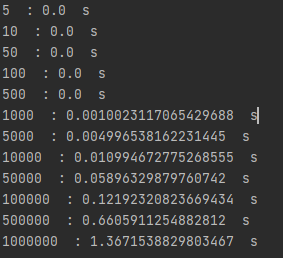 5  : 0.0  s
10  : 0.0  s
50  : 0.0  s
100  : 0.0  s
500  : 0.0  s
1000  : 0.0010023117065429688  s
5000  : 0.004996538162231445  s
10000  : 0.010994672775268555  s
50000  : 0.05896329879760742  s
100000  : 0.12192320823669434  s
500000  : 0.6605911254882812  s
1000000  : 1.3671538829803467  s